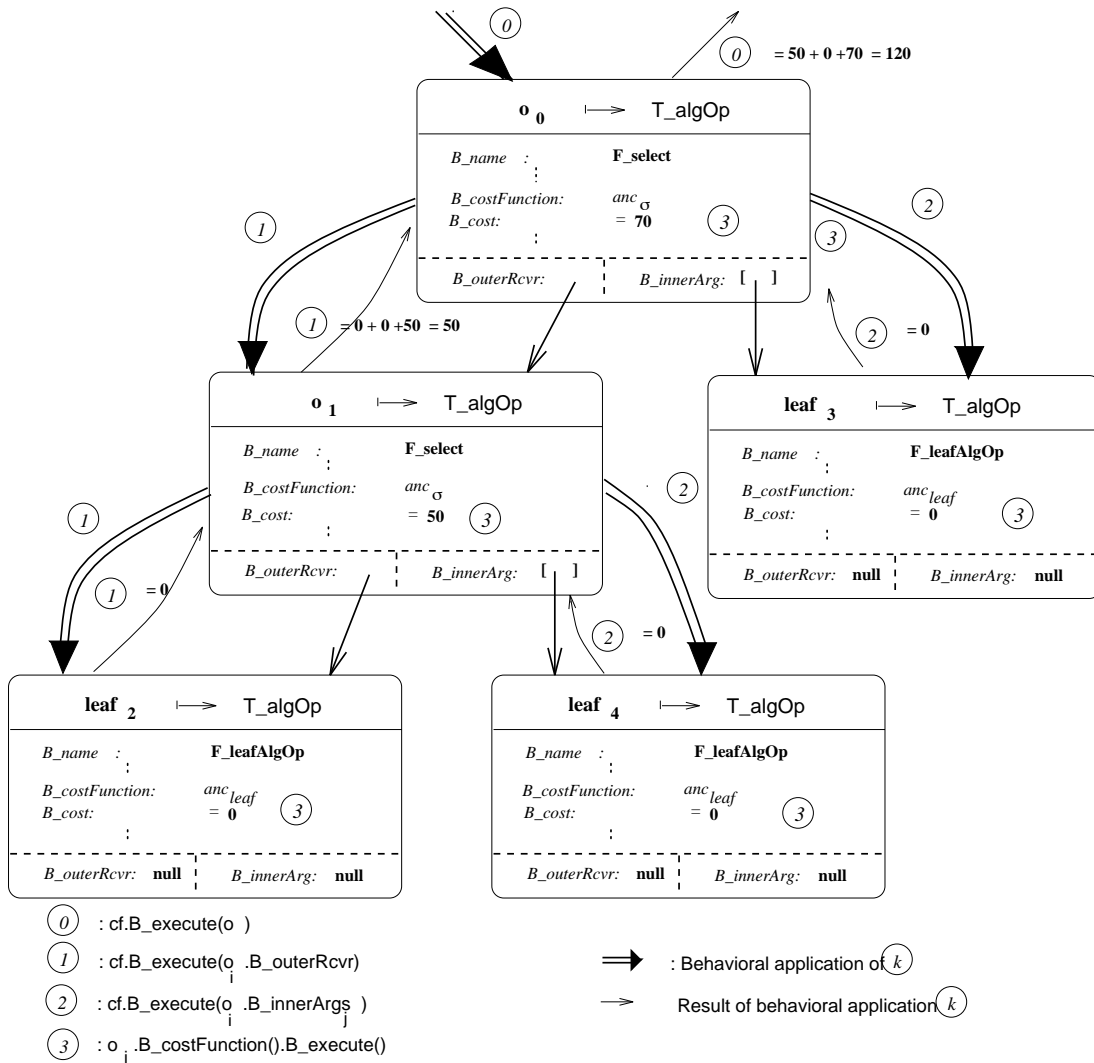 0
0 = 50 + 0 +70 = 120
o 0 T_algOp
B_name : F_select
B_costFunction: anc σ
B_cost: = 70 3
B_outerRcvr: B_innerArg: [ ]
1
2
3
1 = 0 + 0 +50 = 50
2 = 0
o 1 T_algOp
B_name : F_select
B_costFunction: anc σ
B_cost: = 50 3
B_outerRcvr: B_innerArg: [ ]
leaf 3 T_algOp
B_name : F_leafAlgOp
B_costFunction: anc leaf
B_cost: = 0 3
B_outerRcvr: null B_innerArg: null
1
2
1 = 0
2 = 0
leaf 2 T_algOp
B_name : F_leafAlgOp
B_costFunction: anc leaf
B_cost: = 0 3
B_outerRcvr: null B_innerArg: null
leaf 4 T_algOp
B_name : F_leafAlgOp
B_costFunction: anc leaf
B_cost: = 0 3
B_outerRcvr: null B_innerArg: null
0 : cf.B_execute(o )
1 : cf.B_execute(o i .B_outerRcvr)
2 : cf.B_execute(o i .B_innerArgs j )
3 : o i .B_costFunction().B_execute()
: Behavioral application of k
Result of behavioral application k